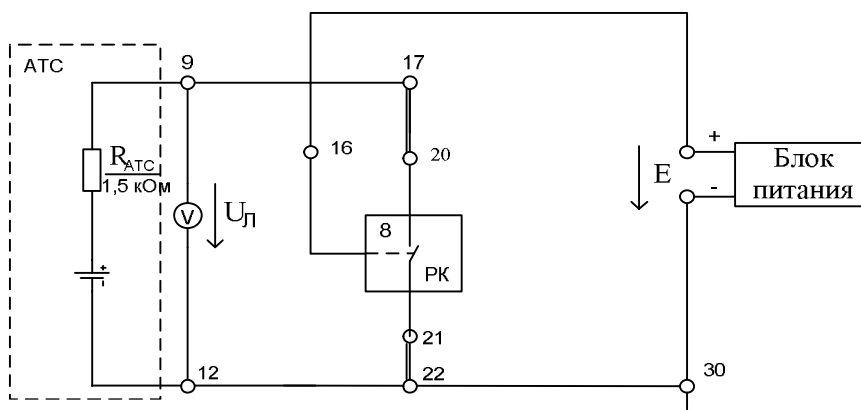 АТС
9
17
RАТС
1,5 кОм
16
20
+
-
E
Блок
питания
V
UЛ
8
РК
+
-
21
12
22
30